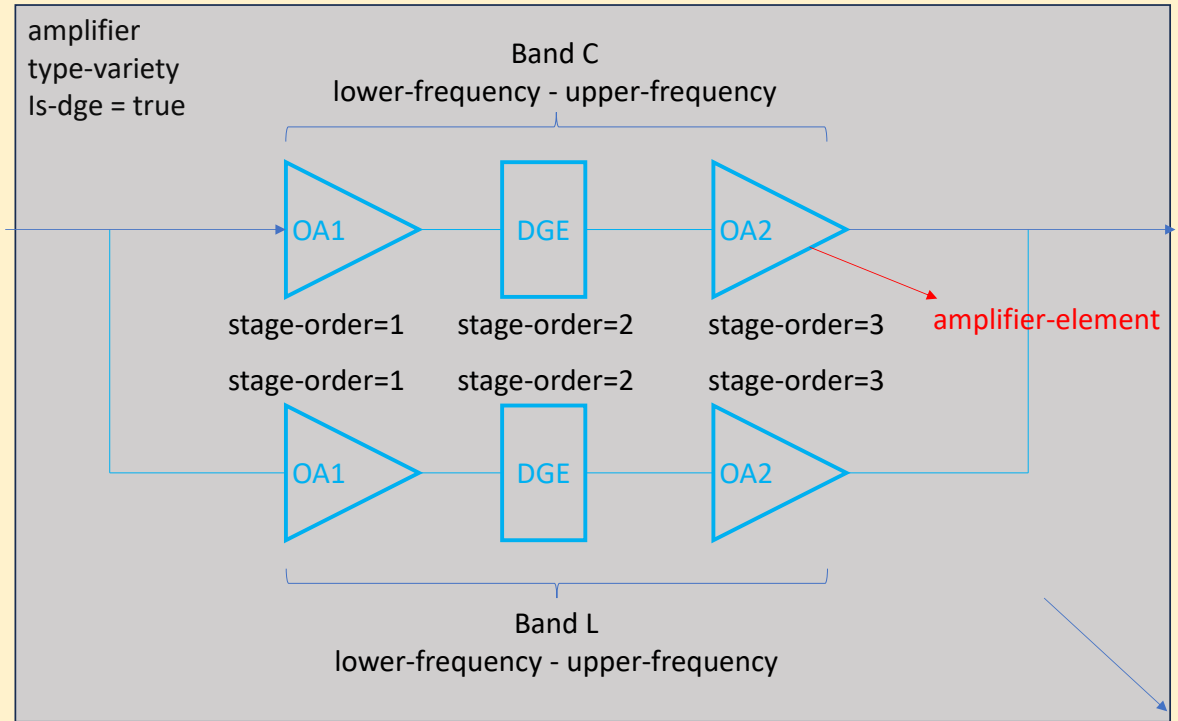 amplifier
type-variety
Is-dge = true
Band C
lower-frequency - upper-frequency
OA1
DGE
OA2
stage-order=1
stage-order=2
stage-order=3
amplifier-element
stage-order=1
stage-order=2
stage-order=3
OA1
DGE
OA2
Band L
lower-frequency - upper-frequency